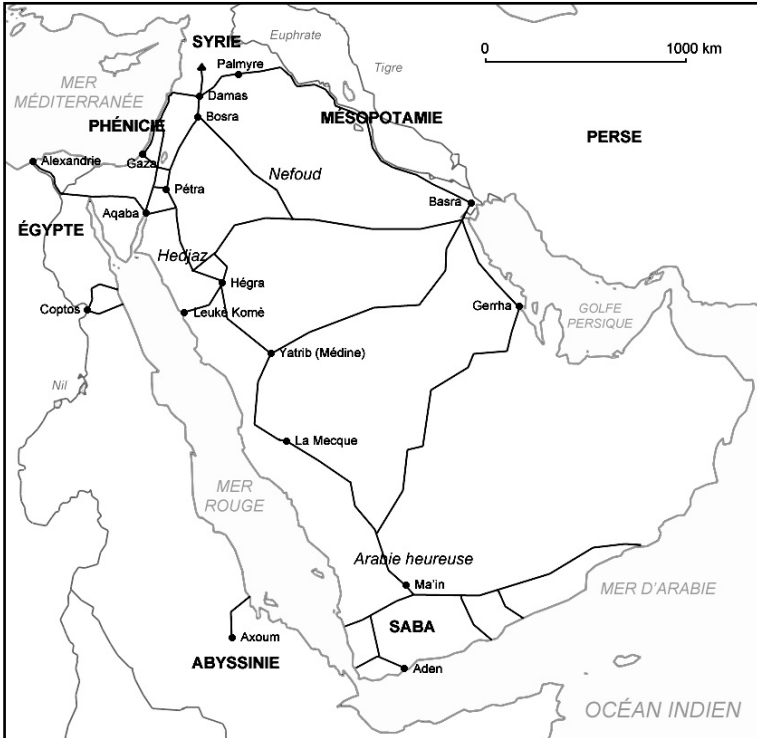 SYRIE
Euphrate
0
1000 km
Palmyre
Tigre
MER
MÉDITERRANÉE
Damas
PHÉNICIE
Bosra
MÉSOPOTAMIE
PERSE
Alexandrie
Gaza
Nefoud
Pétra
Basra
Aqaba
ÉGYPTE
Hedjaz
Hégra
Coptos
Leukè Komè
Gerrha
GOLFE
PERSIQUE
Yatrib (Médine)
Nil
La Mecque
MER
ROUGE
Arabie heureuse
Ma'in
MER D'ARABIE
SABA
Axoum
ABYSSINIE
Aden
OCÉAN INDIEN